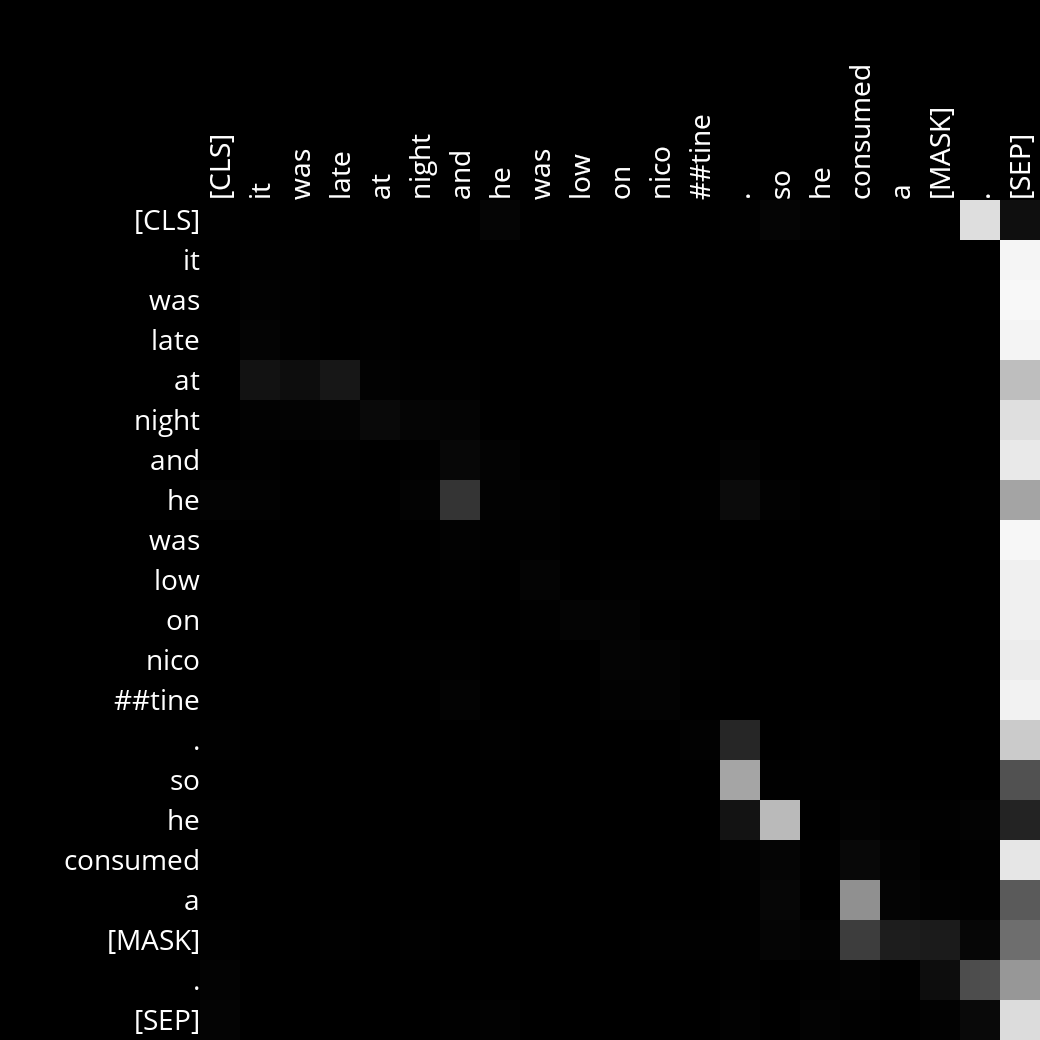 [CLS] it was late at night and he was low on nico ##tine . so he consumed a [MASK] . [SEP]
[CLS]
it
was
late
at
night
and
he
was
low
on
nico
##tine
.
so
he
consumed
a
[MASK]
.
[SEP]